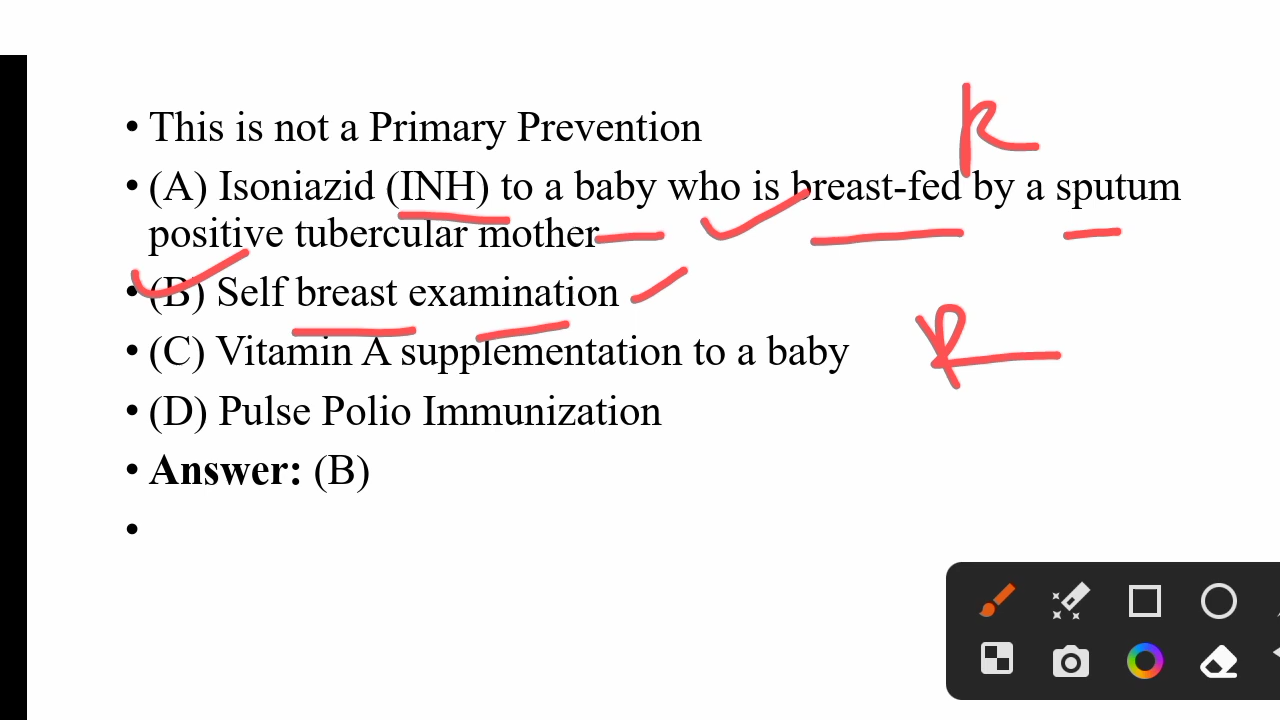 • This is not a Primary Prevention
• (A) Isoniazid (INH) to a baby who is breast-fed by a sputum
positive tubercular mother
• (B) Self breast examination
• (C) Vitamin A supplementation to a baby
• (D) Pulse Polio Immunization
• Answer: (B)
•